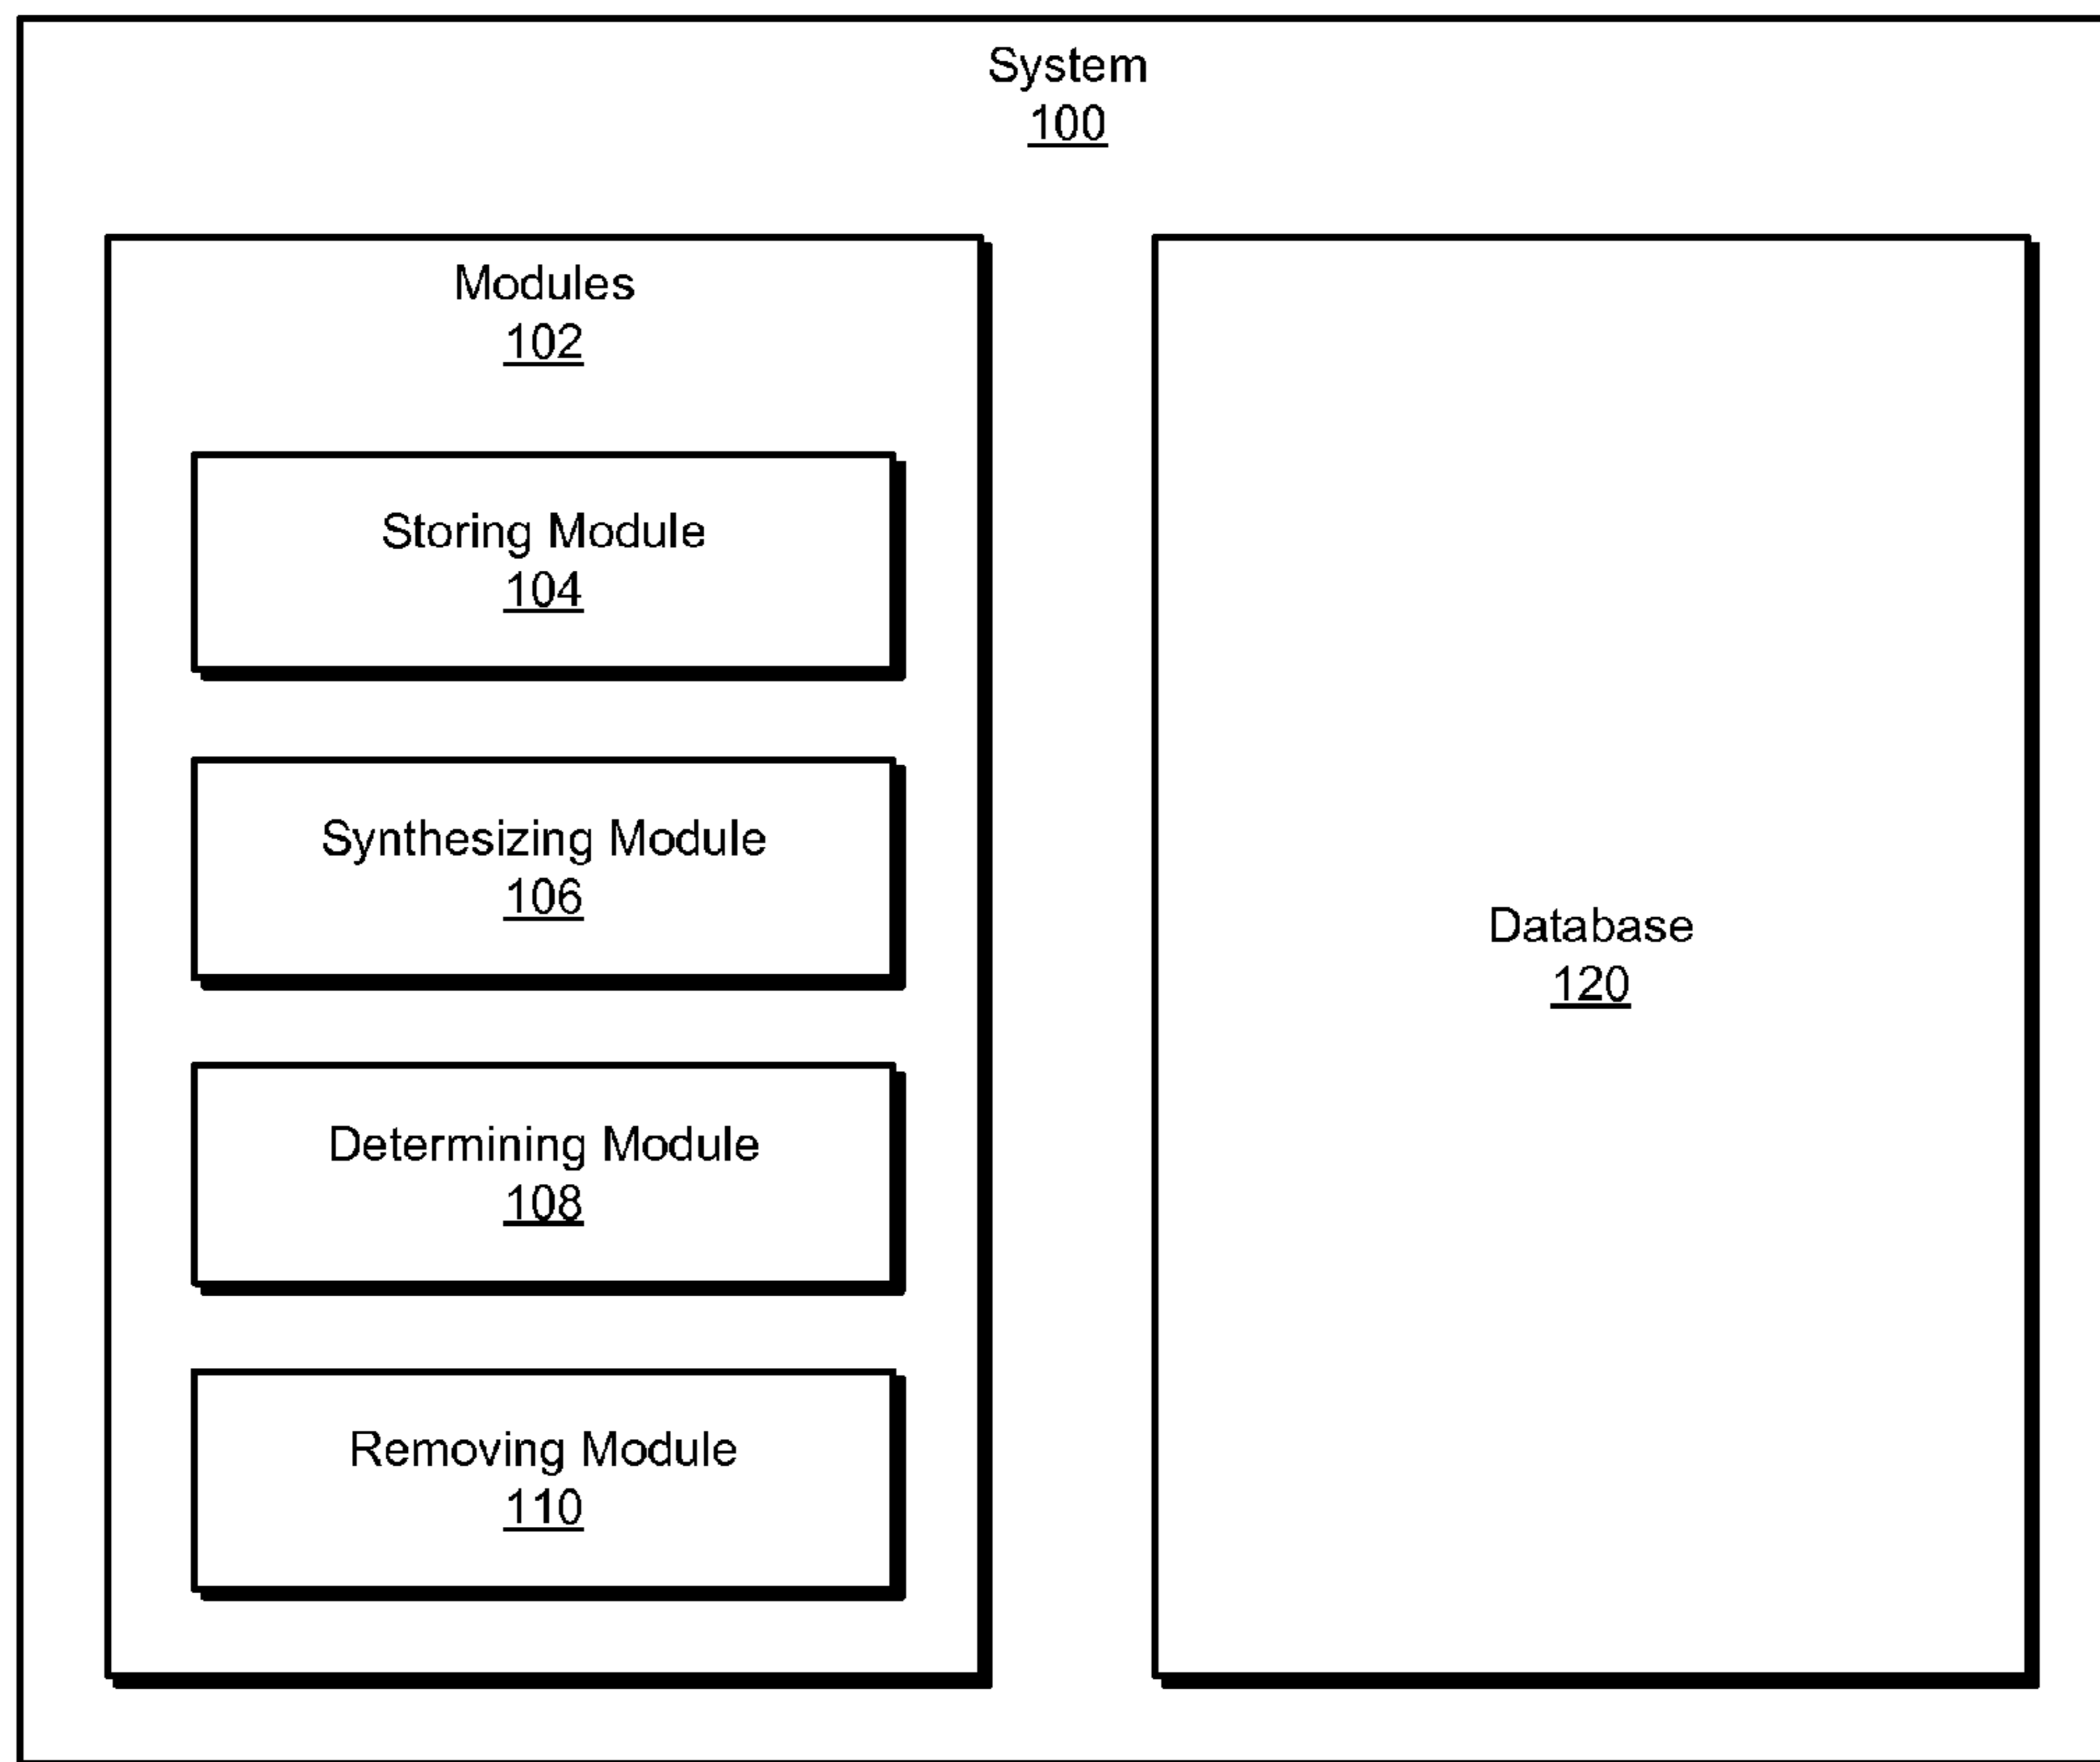 System
100
Modules
102
Storing Module
104
Synthesizing Module
106
Determining Module
108
Removing Module
110
Database
120